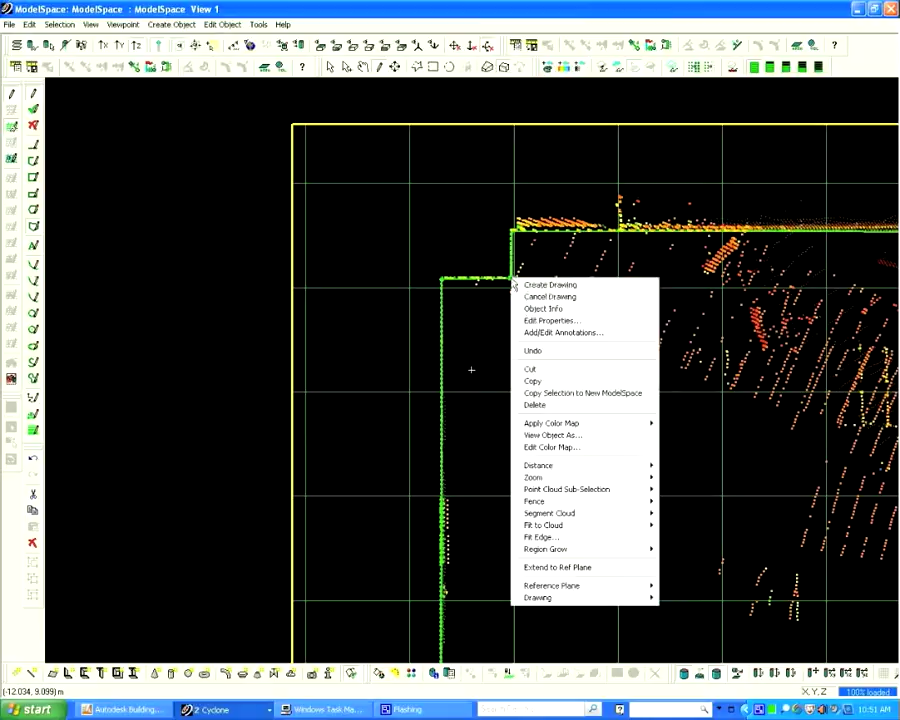 ModelSpace: ModelSpace : ModelSpace View 1
File Edit Selection View Viewpoint Create Object Edit Object Tools Help
Create Drawing
Cancel Drawing
Object Info
Edit Properties...
Add/Edit Annotations...
Undo
Cut
Copy
Copy Selection to New ModelSpace
Delete
Apply Color Map
View Object As...
Edit Color Map...
Distance
Zoom
Point Cloud Sub-Selection
Fence
Segment Cloud
Fit to Cloud
Fit Edge...
Region Grow
Extend to Ref Plane
Reference Plane
Drawing
(-12.034, 9.099) m X,Y,Z 100% loaded
start Autodesk Building... Z Cyclone Windows Task Ma... Flashing 10:51 AM